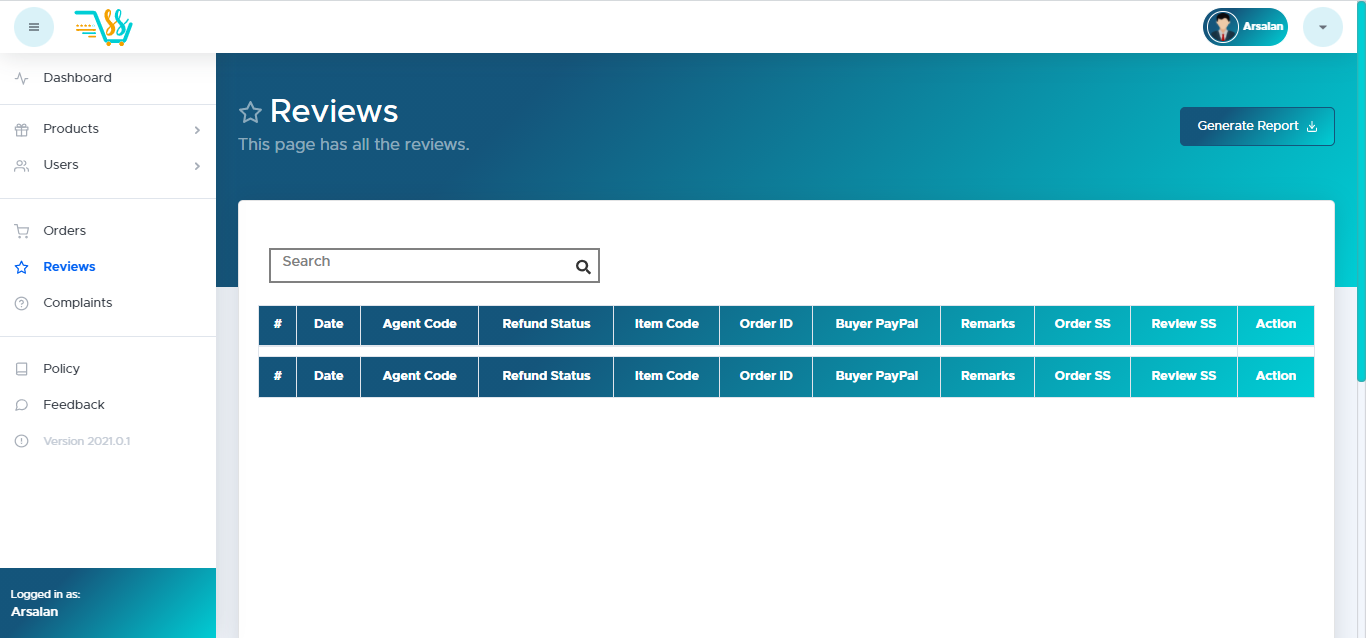 Arsalan
Dashboard
Products
Users
Orders
Reviews
Complaints
Policy
Feedback
Version 2021.0.1
Logged in as:
Arsalan
Reviews
This page has all the reviews.
Generate Report
Search
# Date Agent Code Refund Status Item Code Order ID Buyer PayPal Remarks Order SS Review SS Action
# Date Agent Code Refund Status Item Code Order ID Buyer PayPal Remarks Order SS Review SS Action